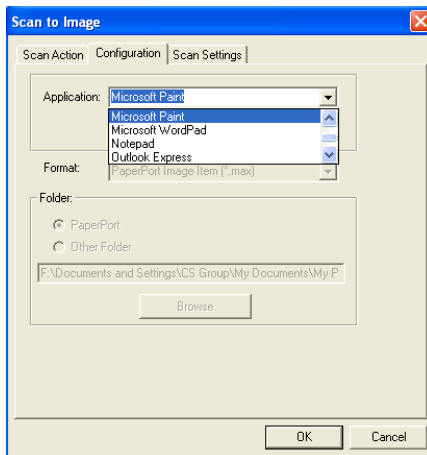 Scan to Image
Scan Action Configuration Scan Settings
Application: Microsoft Paint
Microsoft Paint
Microsoft WordPad
Notepad
Outlook Express
Format: PaperPort Image Item (*.max)
Folder:
PaperPort
Other Folder
F:\Documents and Settings\CS Group\My Documents\My P
Browse
OK Cancel